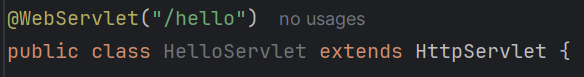 @WebServlet("/hello") no usages
public class HelloServlet extends HttpServlet {